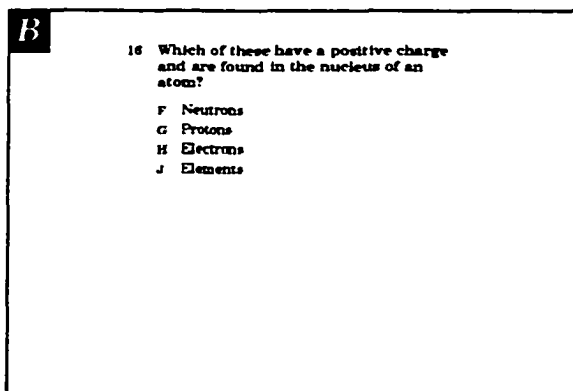 B
16 Which of these have a positive charge
and are found in the nucleus of an
atom?
F Neutrons
G Protons
H Electrons
J Elements